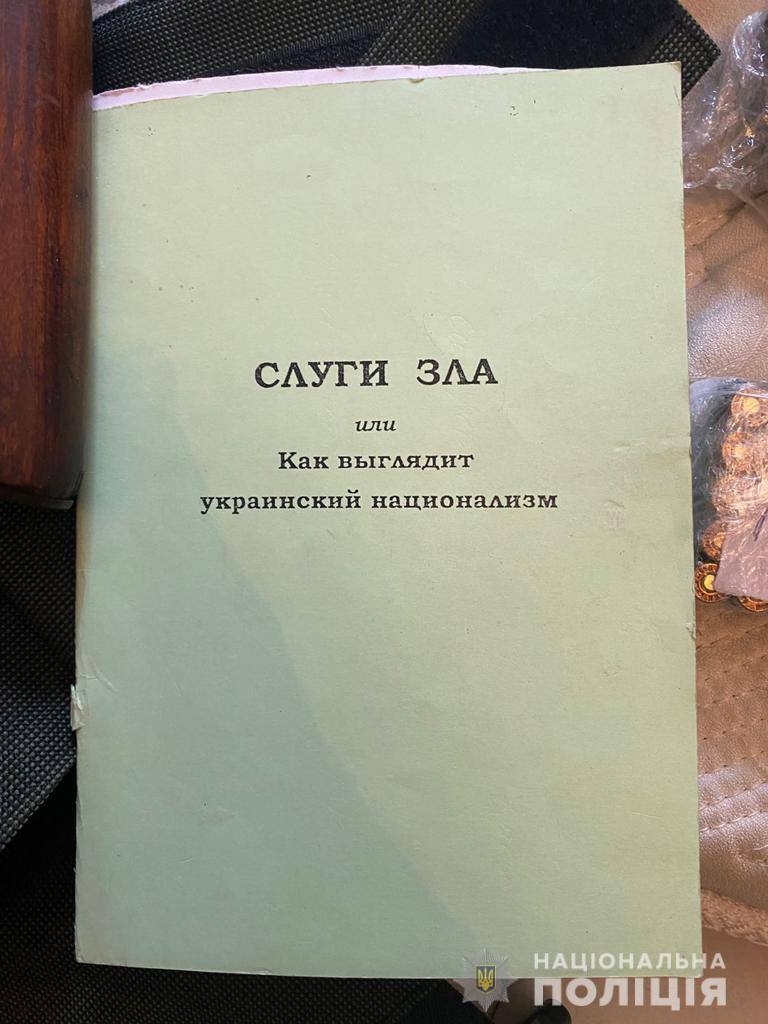 СЛУГИ ЗЛА
или
Как выглядит
украинский национализм
НАЦІОНАЛЬНА
ПОЛІЦІЯ